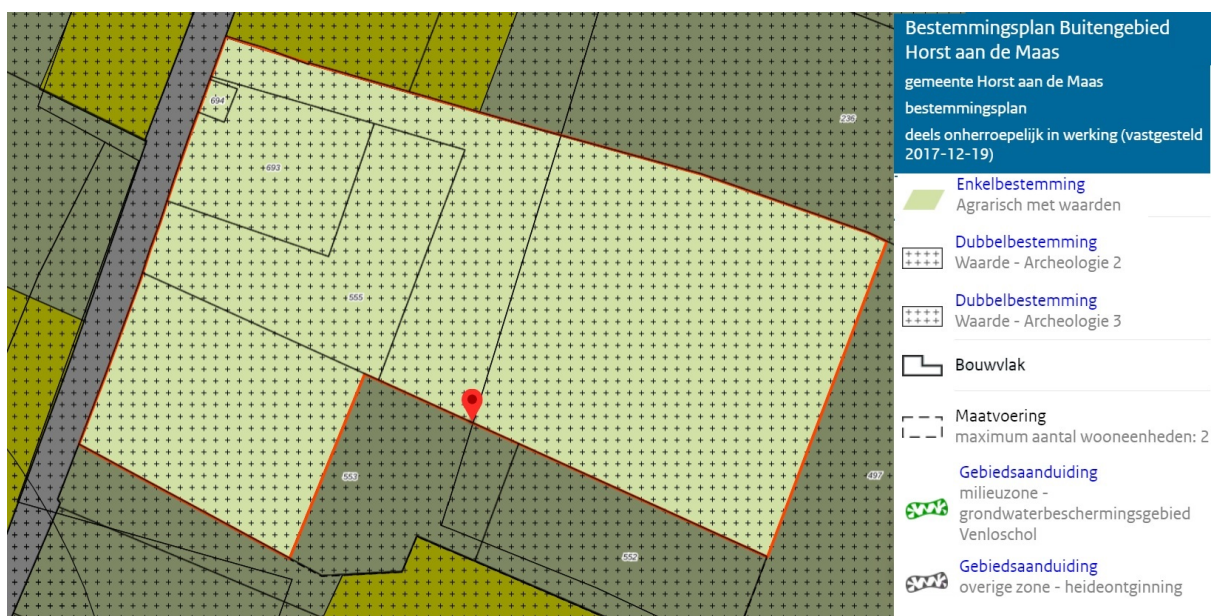 Bestemmingsplan Buitengebied
Horst aan de Maas
gemeente Horst aan de Maas
bestemmingsplan
deels onherroepelijk in werking (vastgesteld
2017-12-19)
Enkelbestemming
Agrarisch met waarden
Dubbelbestemming
Waarde - Archeologie 2
Dubbelbestemming
Waarde - Archeologie 3
Bouwvlak
Maatvoering
maximum aantal wooneenheden: 2
Gebiedsaanduiding
milieuzone -
grondwaterbeschermingsgebied
Venloschol
Gebiedsaanduiding
overige zone - heideontginning
694
236
693
555
553
497
552